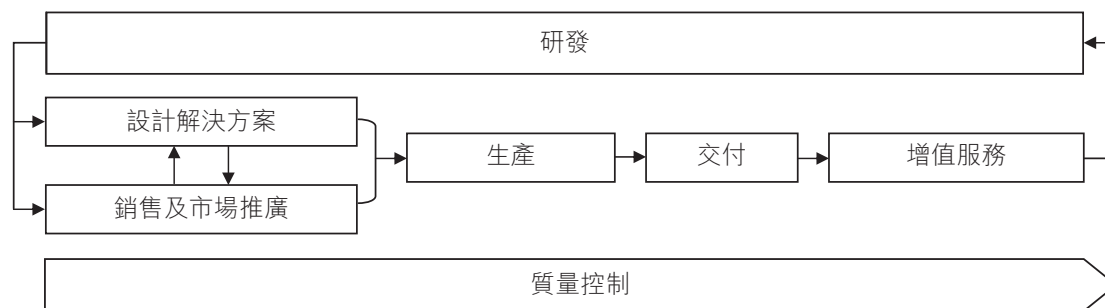 研發
設計解決方案
銷售及市場推廣
生產
交付
增值服務
質量控制